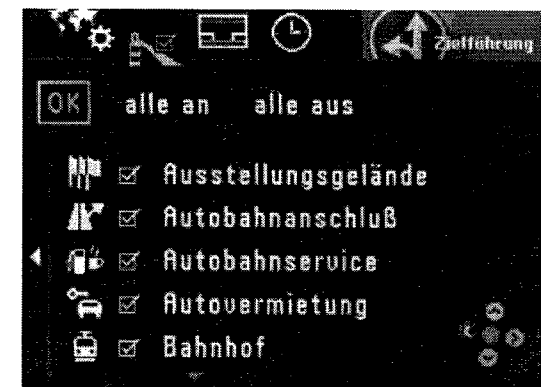 Zielführung
OK alle an alle aus
Ausstellungsgelände
Autobahnanschluß
Autobahnservice
Autovermietung
Bahnhof